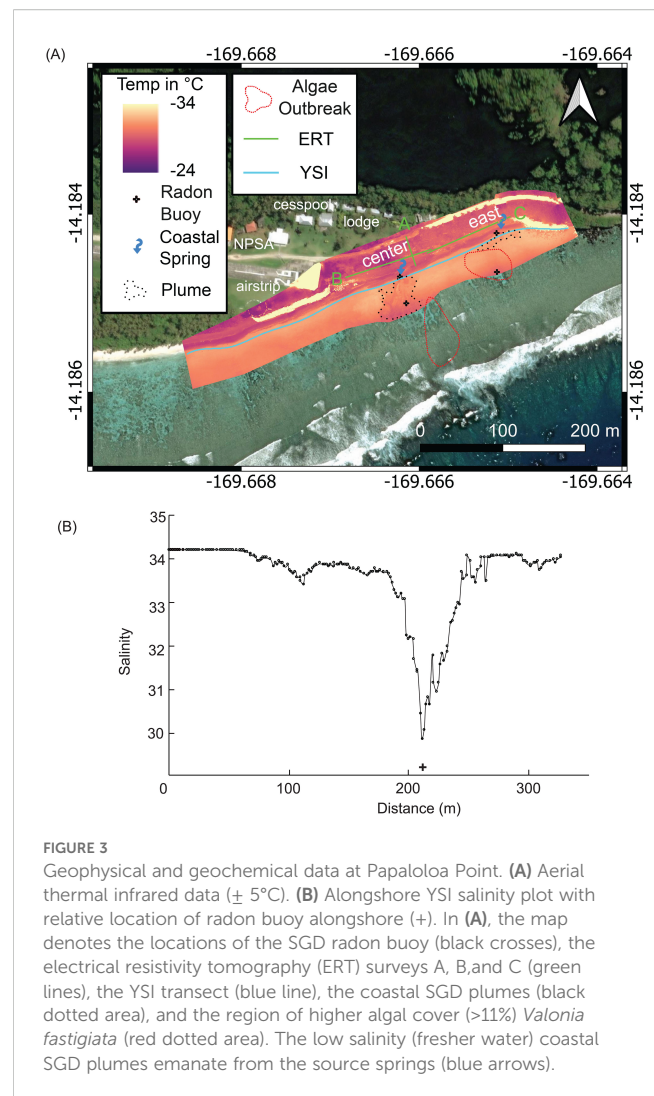 (A)
-169.668 -169.666 -169.664
Temp in °C
-34
-24
Radon
Buoy
Coastal
Spring
Plume
Algae
Outbreak
ERT
YSI
-14.184 -14.184
cesspool
lodge
A
east
C
NPSA
center
B
airstrip
-14.186 -14.186
0 100 200 m
-169.668 -169.666 -169.664
(B)
35
34
33
32
31
30
Salinity
0 100 200 300
+
Distance (m)
FIGURE 3
Geophysical and geochemical data at Papaloloa Point. (A) Aerial
thermal infrared data (± 5°C). (B) Alongshore YSI salinity plot with
relative location of radon buoy alongshore (+). In (A), the map
denotes the locations of the SGD radon buoy (black crosses), the
electrical resistivity tomography (ERT) surveys A, B,and C (green
lines), the YSI transect (blue line), the coastal SGD plumes (black
dotted area), and the region of higher algal cover (>11%) Valonia
fastigiata (red dotted area). The low salinity (fresher water) coastal
SGD plumes emanate from the source springs (blue arrows).